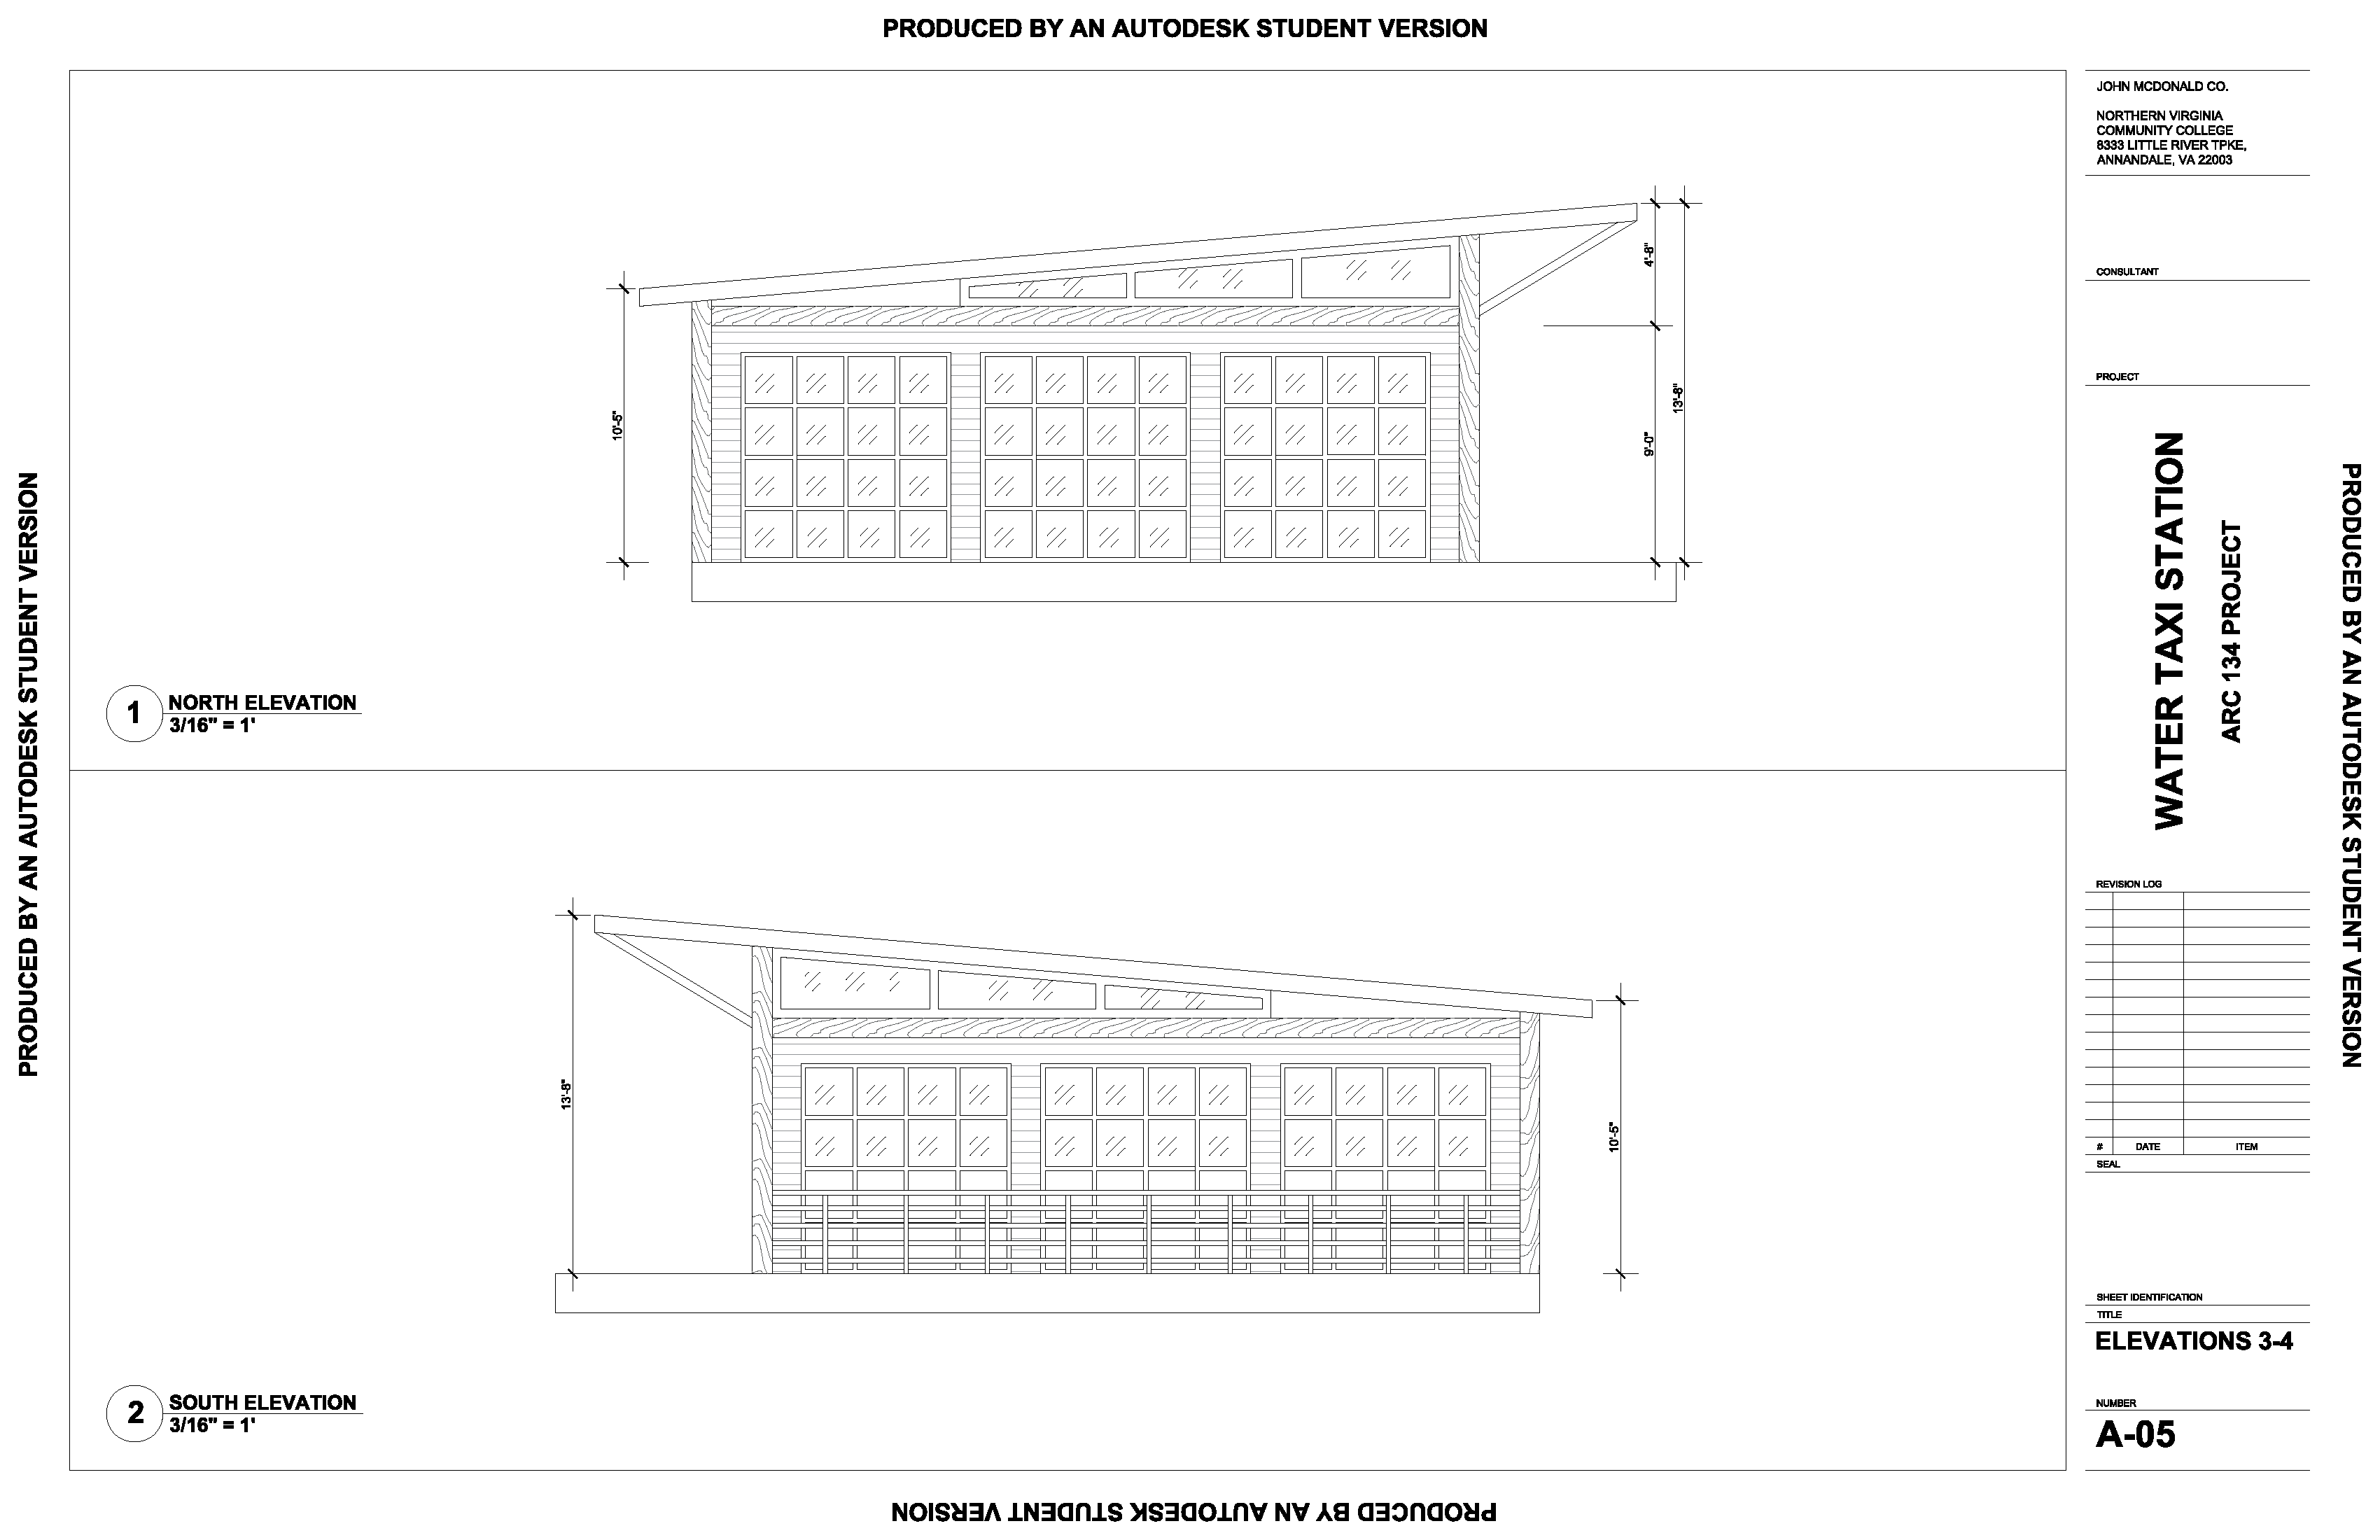 PRODUCED BY AN AUTODESK STUDENT VERSION
PRODUCED BY AN AUTODESK STUDENT VERSION
4'-8"
13'-8"
10'-5"
9'-0"
1
NORTH ELEVATION
3/16" = 1'
13'-8"
10'-5"
2
SOUTH ELEVATION
3/16" = 1'
JOHN MCDONALD CO.
NORTHERN VIRGINIA
COMMUNITY COLLEGE
8333 LITTLE RIVER TPKE,
ANNANDALE, VA 22003
CONSULTANT
PROJECT
WATER TAXI STATION
ARC 134 PROJECT
REVISION LOG
# DATE ITEM
SEAL
SHEET IDENTIFICATION
TITLE
ELEVATIONS 3-4
NUMBER
A-05
PRODUCED BY AN AUTODESK STUDENT VERSION
PRODUCED BY AN AUTODESK STUDENT VERSION